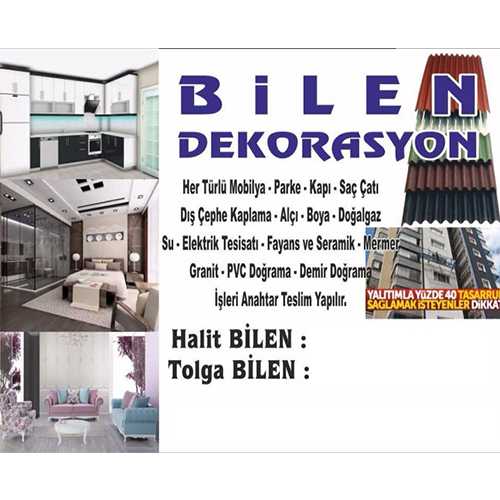 BİLEN
DEKORASYON
Her Türlü Mobilya - Parke - Kapı - Saç Çatı
Dış Çephe Kaplama - Alçı - Boya - Doğalgaz
Su - Elektrik Tesisatı - Fayans ve Seramik - Mermer
Granit - PVC Doğrama - Demir Doğrama
İşleri Anahtar Teslim Yapılır.
YALITIMLA YÜZDE 40 TASARRU
SAĞLAMAK İSTEYENLER DİKKAT
Halit BİLEN :
Tolga BİLEN :